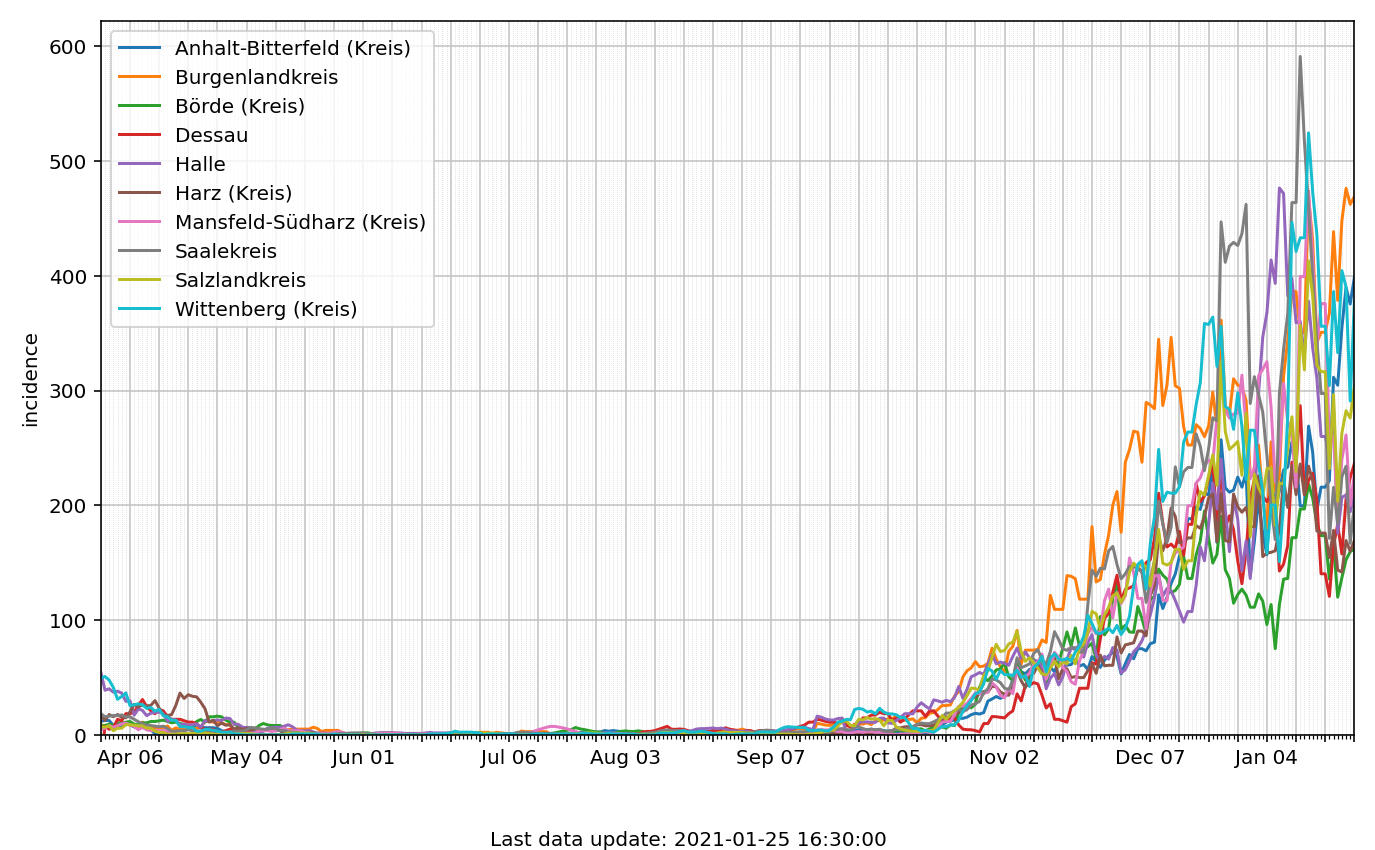 600
500
400
300
200
100
0
incidence
Anhalt-Bitterfeld (Kreis)
Burgenlandkreis
Börde (Kreis)
Dessau
Halle
Harz (Kreis)
Mansfeld-Südharz (Kreis)
Saalekreis
Salzlandkreis
Wittenberg (Kreis)
Apr 06 May 04 Jun 01 Jul 06 Aug 03 Sep 07 Oct 05 Nov 02 Dec 07 Jan 04
Last data update: 2021-01-25 16:30:00